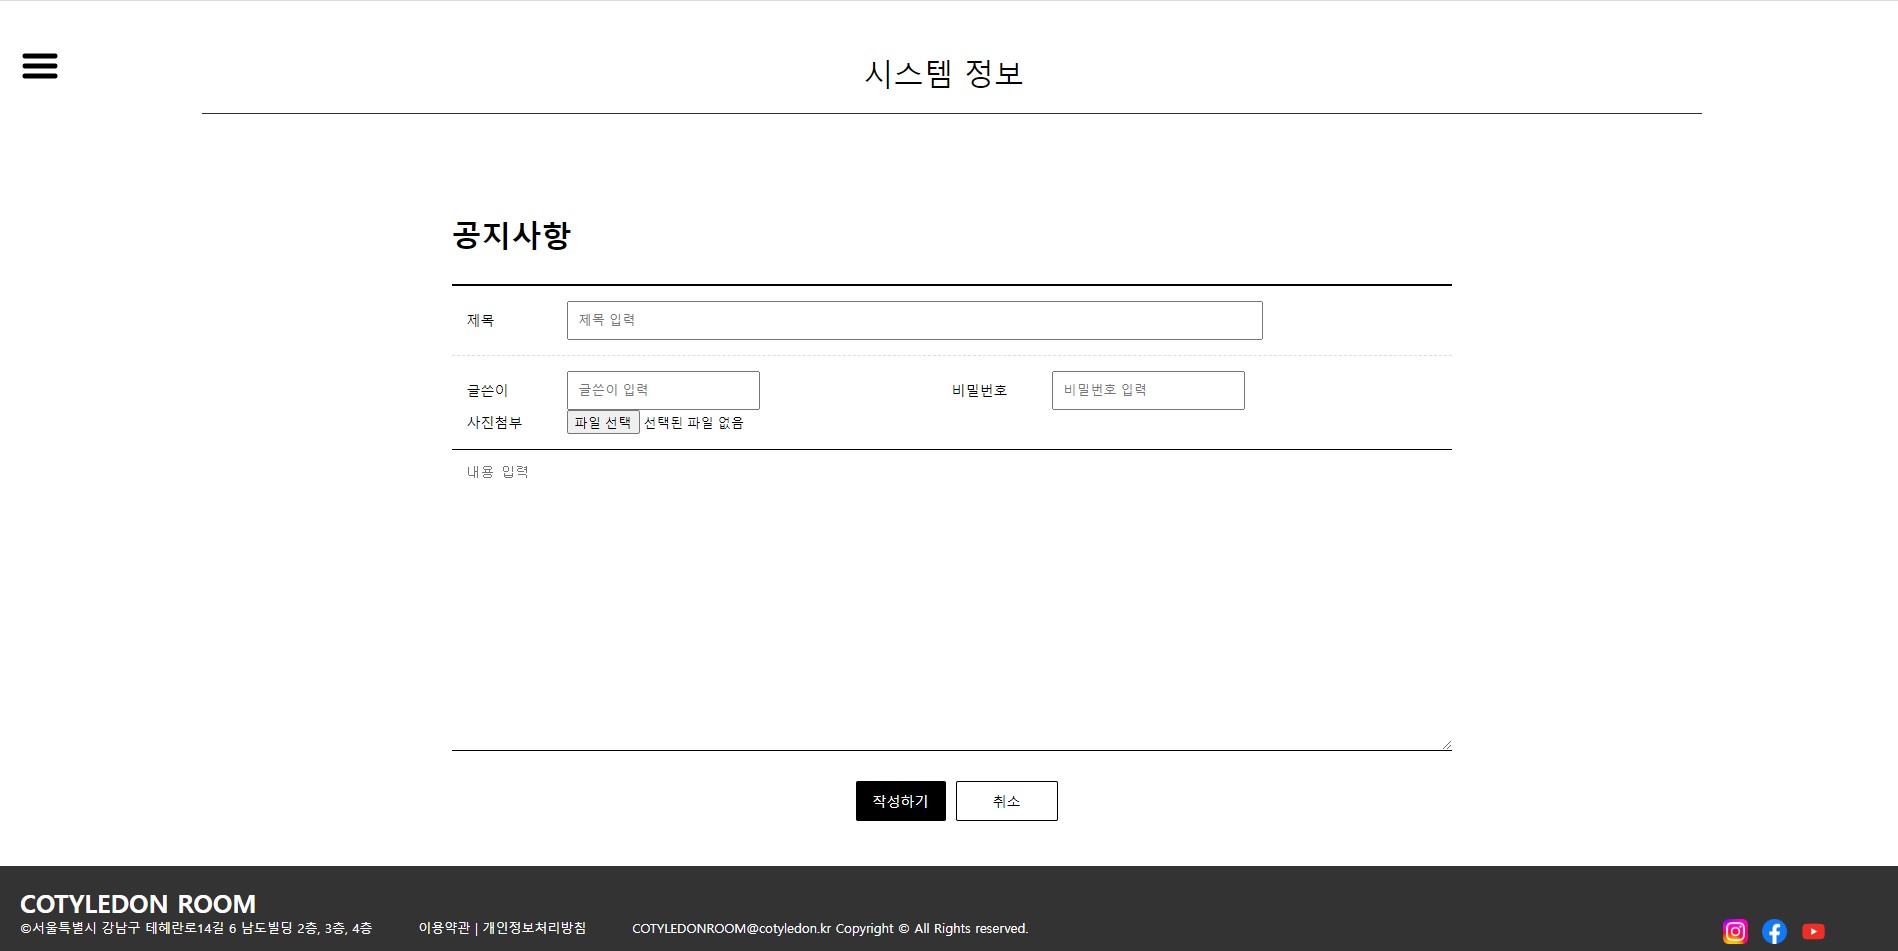 시스템 정보
공지사항
제목 제목 입력
글쓴이 글쓴이 입력 비밀번호 비밀번호 입력
사진첨부 파일 선택 선택된 파일 없음
내용 입력
작성하기 취소
COTYLEDON ROOM
©서울특별시 강남구 테헤란로14길 6 남도빌딩 2층, 3층, 4층 이용약관 | 개인정보처리방침 COTYLEDONROOM@cotyledon.kr Copyright © All Rights reserved.